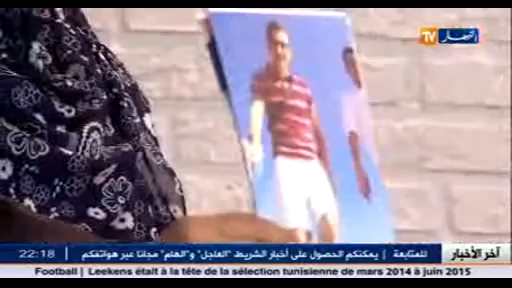 النهار TV
آخر الأخبار
للمتابعة | يمكنكم الحصول على أخبار الشريط "العاجل" و"الهام" مجانا عبر هواتفكم
22:18
Football | Leekens était à la tête de la sélection tunisienne de mars 2014 à juin 2015